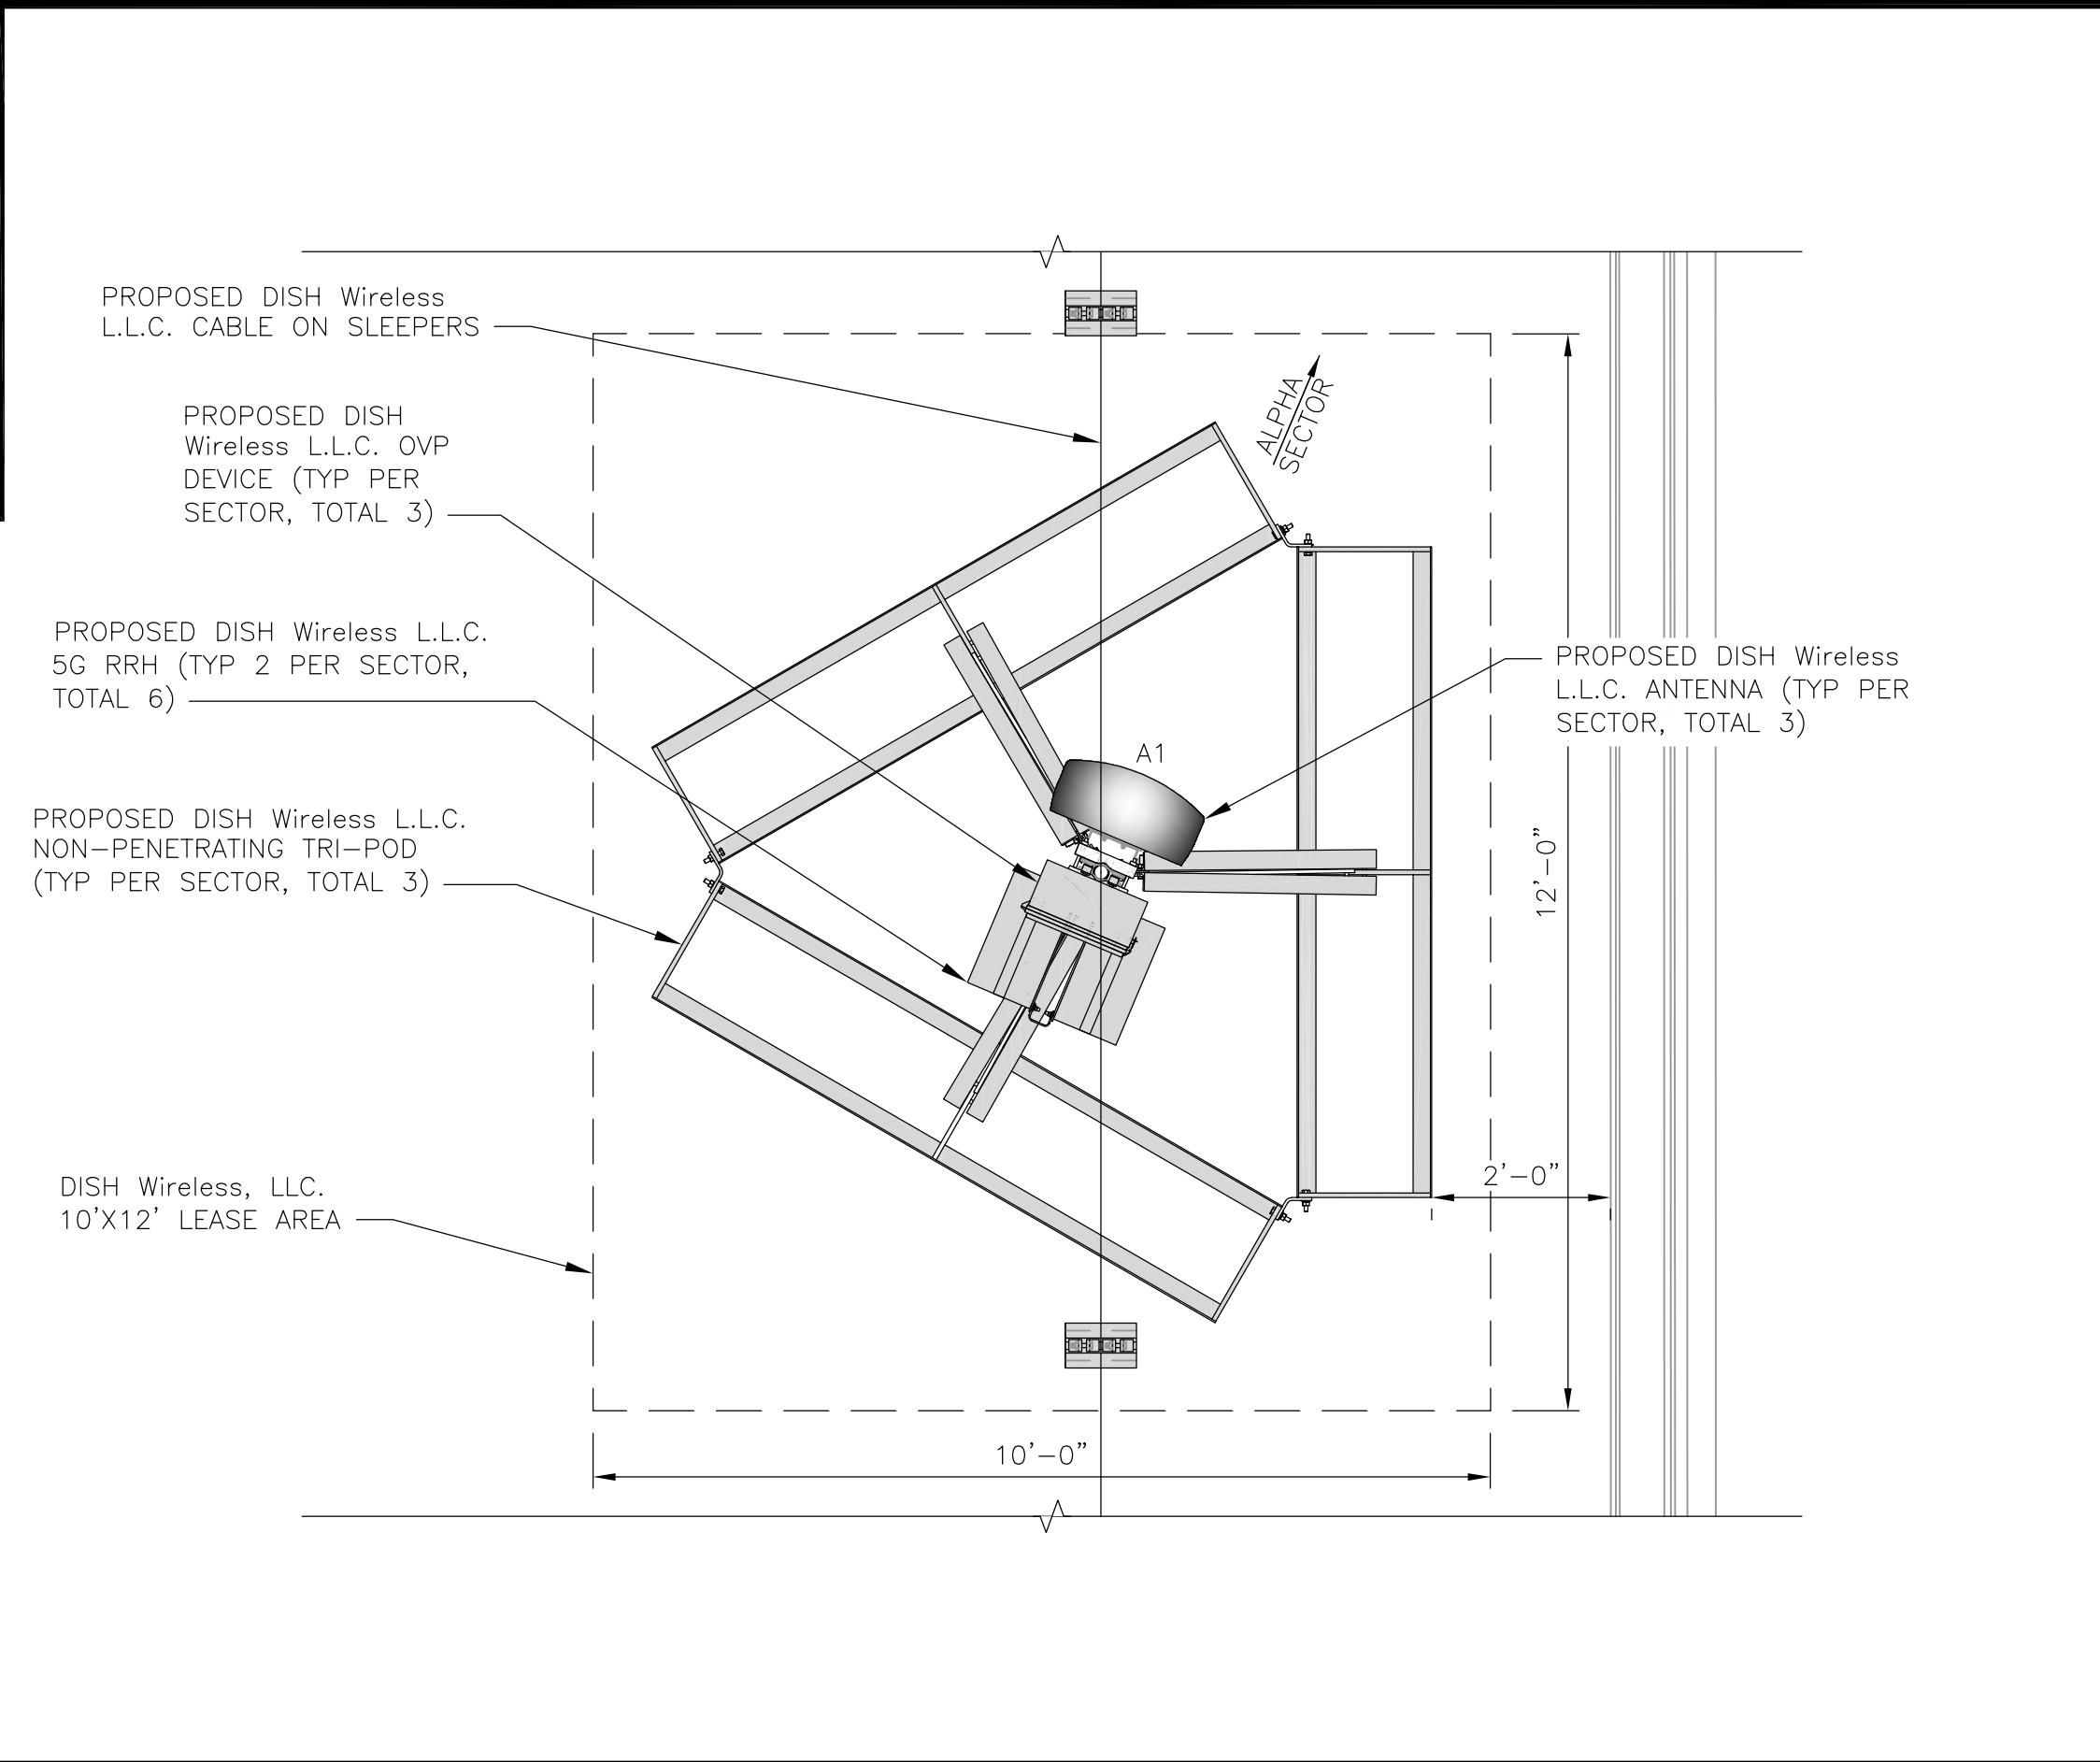 PROPOSED DISH Wireless
L.L.C. CABLE ON SLEEPERS
PROPOSED DISH
Wireless L.L.C. OVP
DEVICE (TYP PER
SECTOR, TOTAL 3)
PROPOSED DISH Wireless L.L.C.
5G RRH (TYP 2 PER SECTOR,
TOTAL 6)
PROPOSED DISH Wireless L.L.C.
NON-PENETRATING TRI-POD
(TYP PER SECTOR, TOTAL 3)
DISH Wireless, LLC.
10'X12' LEASE AREA
ALPHA
SECTOR
A1
PROPOSED DISH Wireless
L.L.C. ANTENNA (TYP PER
SECTOR, TOTAL 3)
12'-0"
2'-0"
10'-0"